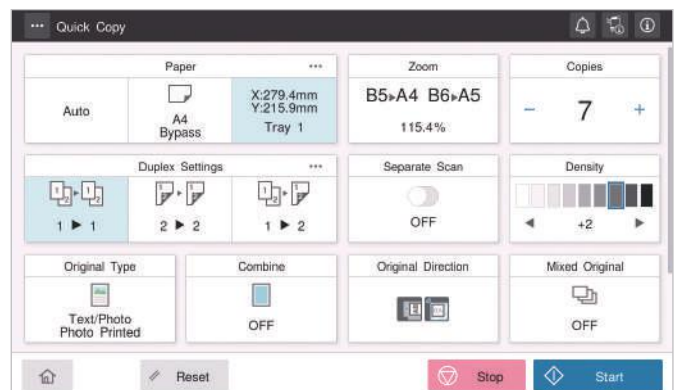 Quick Copy
Paper
Zoom
Copies
Auto
A4
Bypass
X:279.4mm
Y:215.9mm
Tray 1
B5▸A4 B6▸A5
115.4%
- 7 +
Duplex Settings
Separate Scan
Density
1 ▶ 1
2 ▶ 2
1 ▶ 2
OFF
+2
Original Type
Combine
Original Direction
Mixed Original
Text/Photo
Photo Printed
OFF
OFF
Reset
Stop
Start